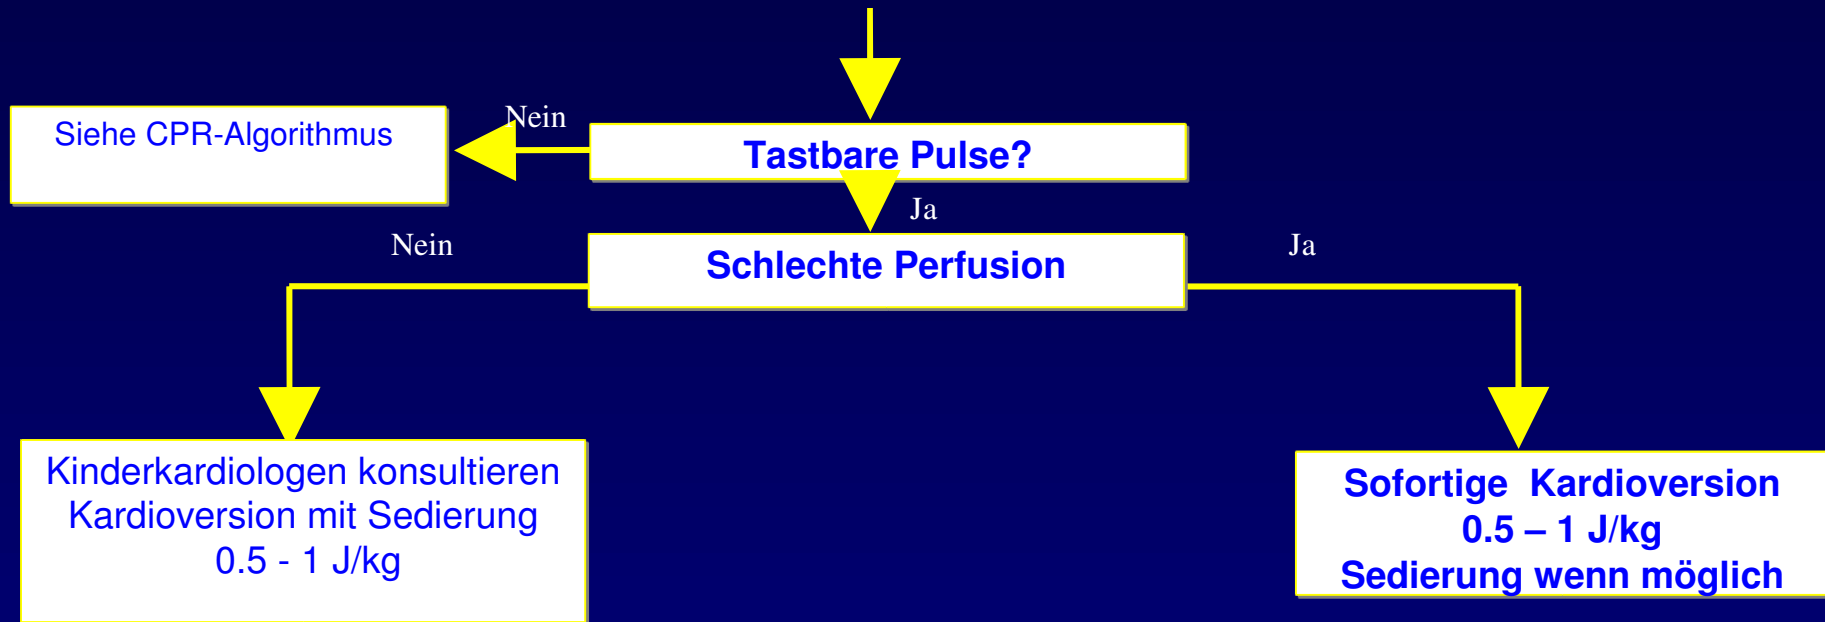 Nein
Siehe CPR-Algorithmus
Tastbare Pulse?
Ja
Nein
Schlechte Perfusion
Ja
Kinderkardiologen konsultieren
Kardioversion mit Sedierung
0.5 - 1 J/kg
Sofortige Kardioversion
0.5 – 1 J/kg
Sedierung wenn möglich